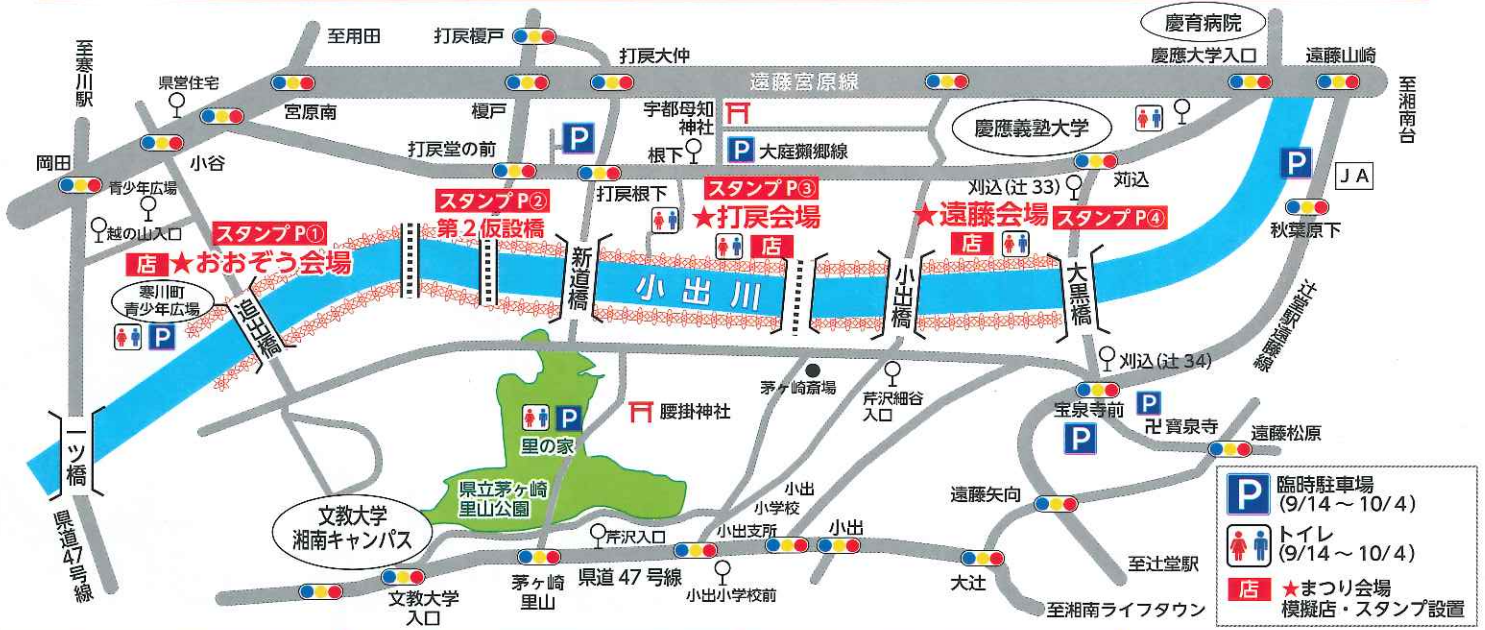 慶育病院
至用田
打戻榎戸
打戻大仲
慶應大学入口
遠藤山崎
至寒川駅
県営住宅
宮原南
榎戸
遠藤宮原線
至湘南台
宇都母知
神社
慶應義塾大学
岡田
小谷
打戻堂の前
P
根下
P 大庭獺郷線
P
JA
青少年広場
打戻根下
刈込(辻33)
苅込
越の山入口
スタンプP①
スタンプP②
第2仮設橋
スタンプP③
★打戻会場
★遠藤会場
スタンプP④
秋葉原下
店 ★おおぞう会場
店
店
寒川町
青少年広場
P
追出橋
新道橋
小出川
小出橋
大黒橋
辻堂駅遠藤線
刈込(辻34)
茅ヶ崎斎場
芹沢細谷
入口
宝泉寺前
P
P
卍寶泉寺
遠藤松原
一ツ橋
P
里の家
腰掛神社
県立茅ヶ崎
里山公園
県道47号線
文教大学
湘南キャンパス
小出
小学校
遠藤矢向
芹沢入口
小出支所
小出
文教大学
入口
茅ヶ崎
里山
県道47号線
小出小学校前
大辻
至辻堂駅
至湘南ライフタウン
P 臨時駐車場
(9/14～10/4)
トイレ
(9/14～10/4)
店 ★まつり会場
模擬店・スタンプ設置